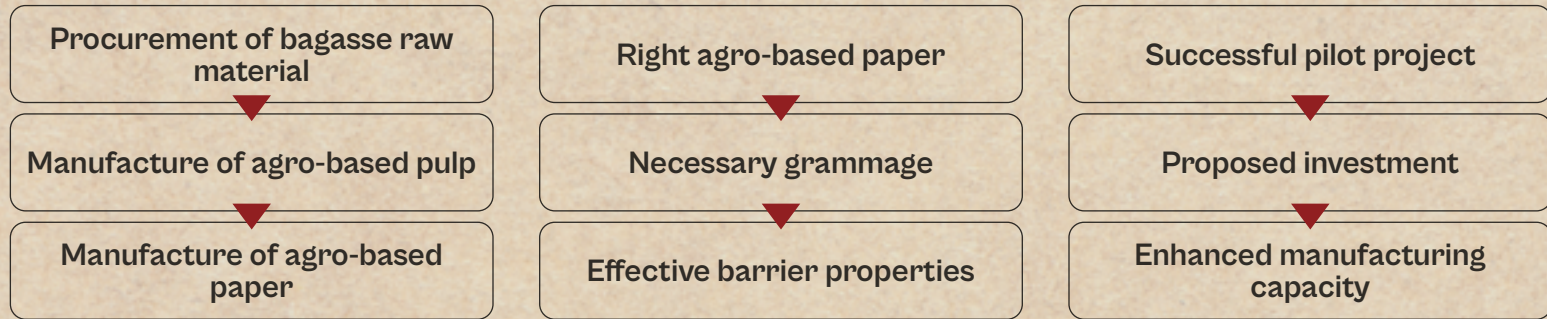 Procurement of bagasse raw
material
Manufacture of agro-based pulp
Manufacture of agro-based
paper
Right agro-based paper
Necessary grammage
Effective barrier properties
Successful pilot project
Proposed investment
Enhanced manufacturing
capacity